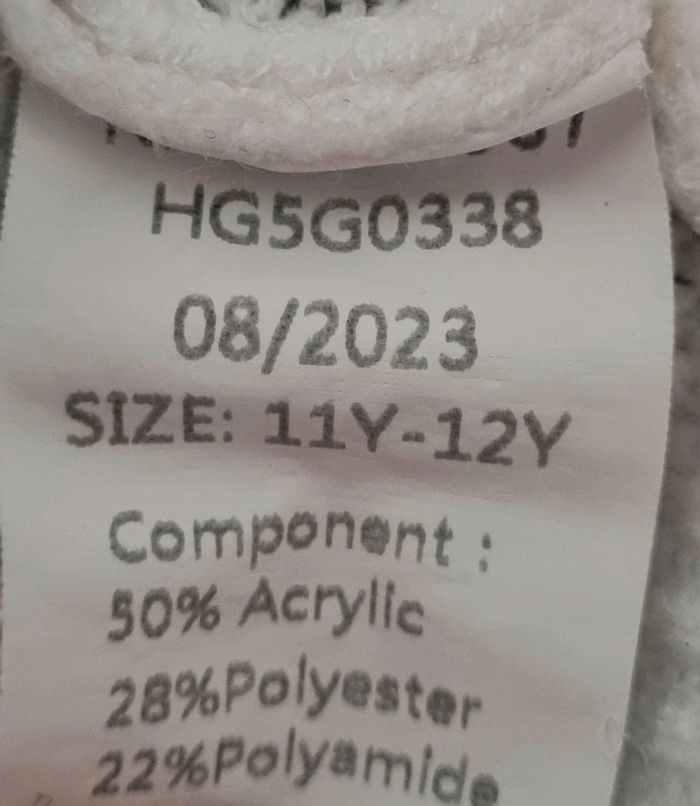 HG5G0338
08/2023
SIZE: 11Y-12Y
Component :
50% Acrylic
28%Polyester
22%Polyamide